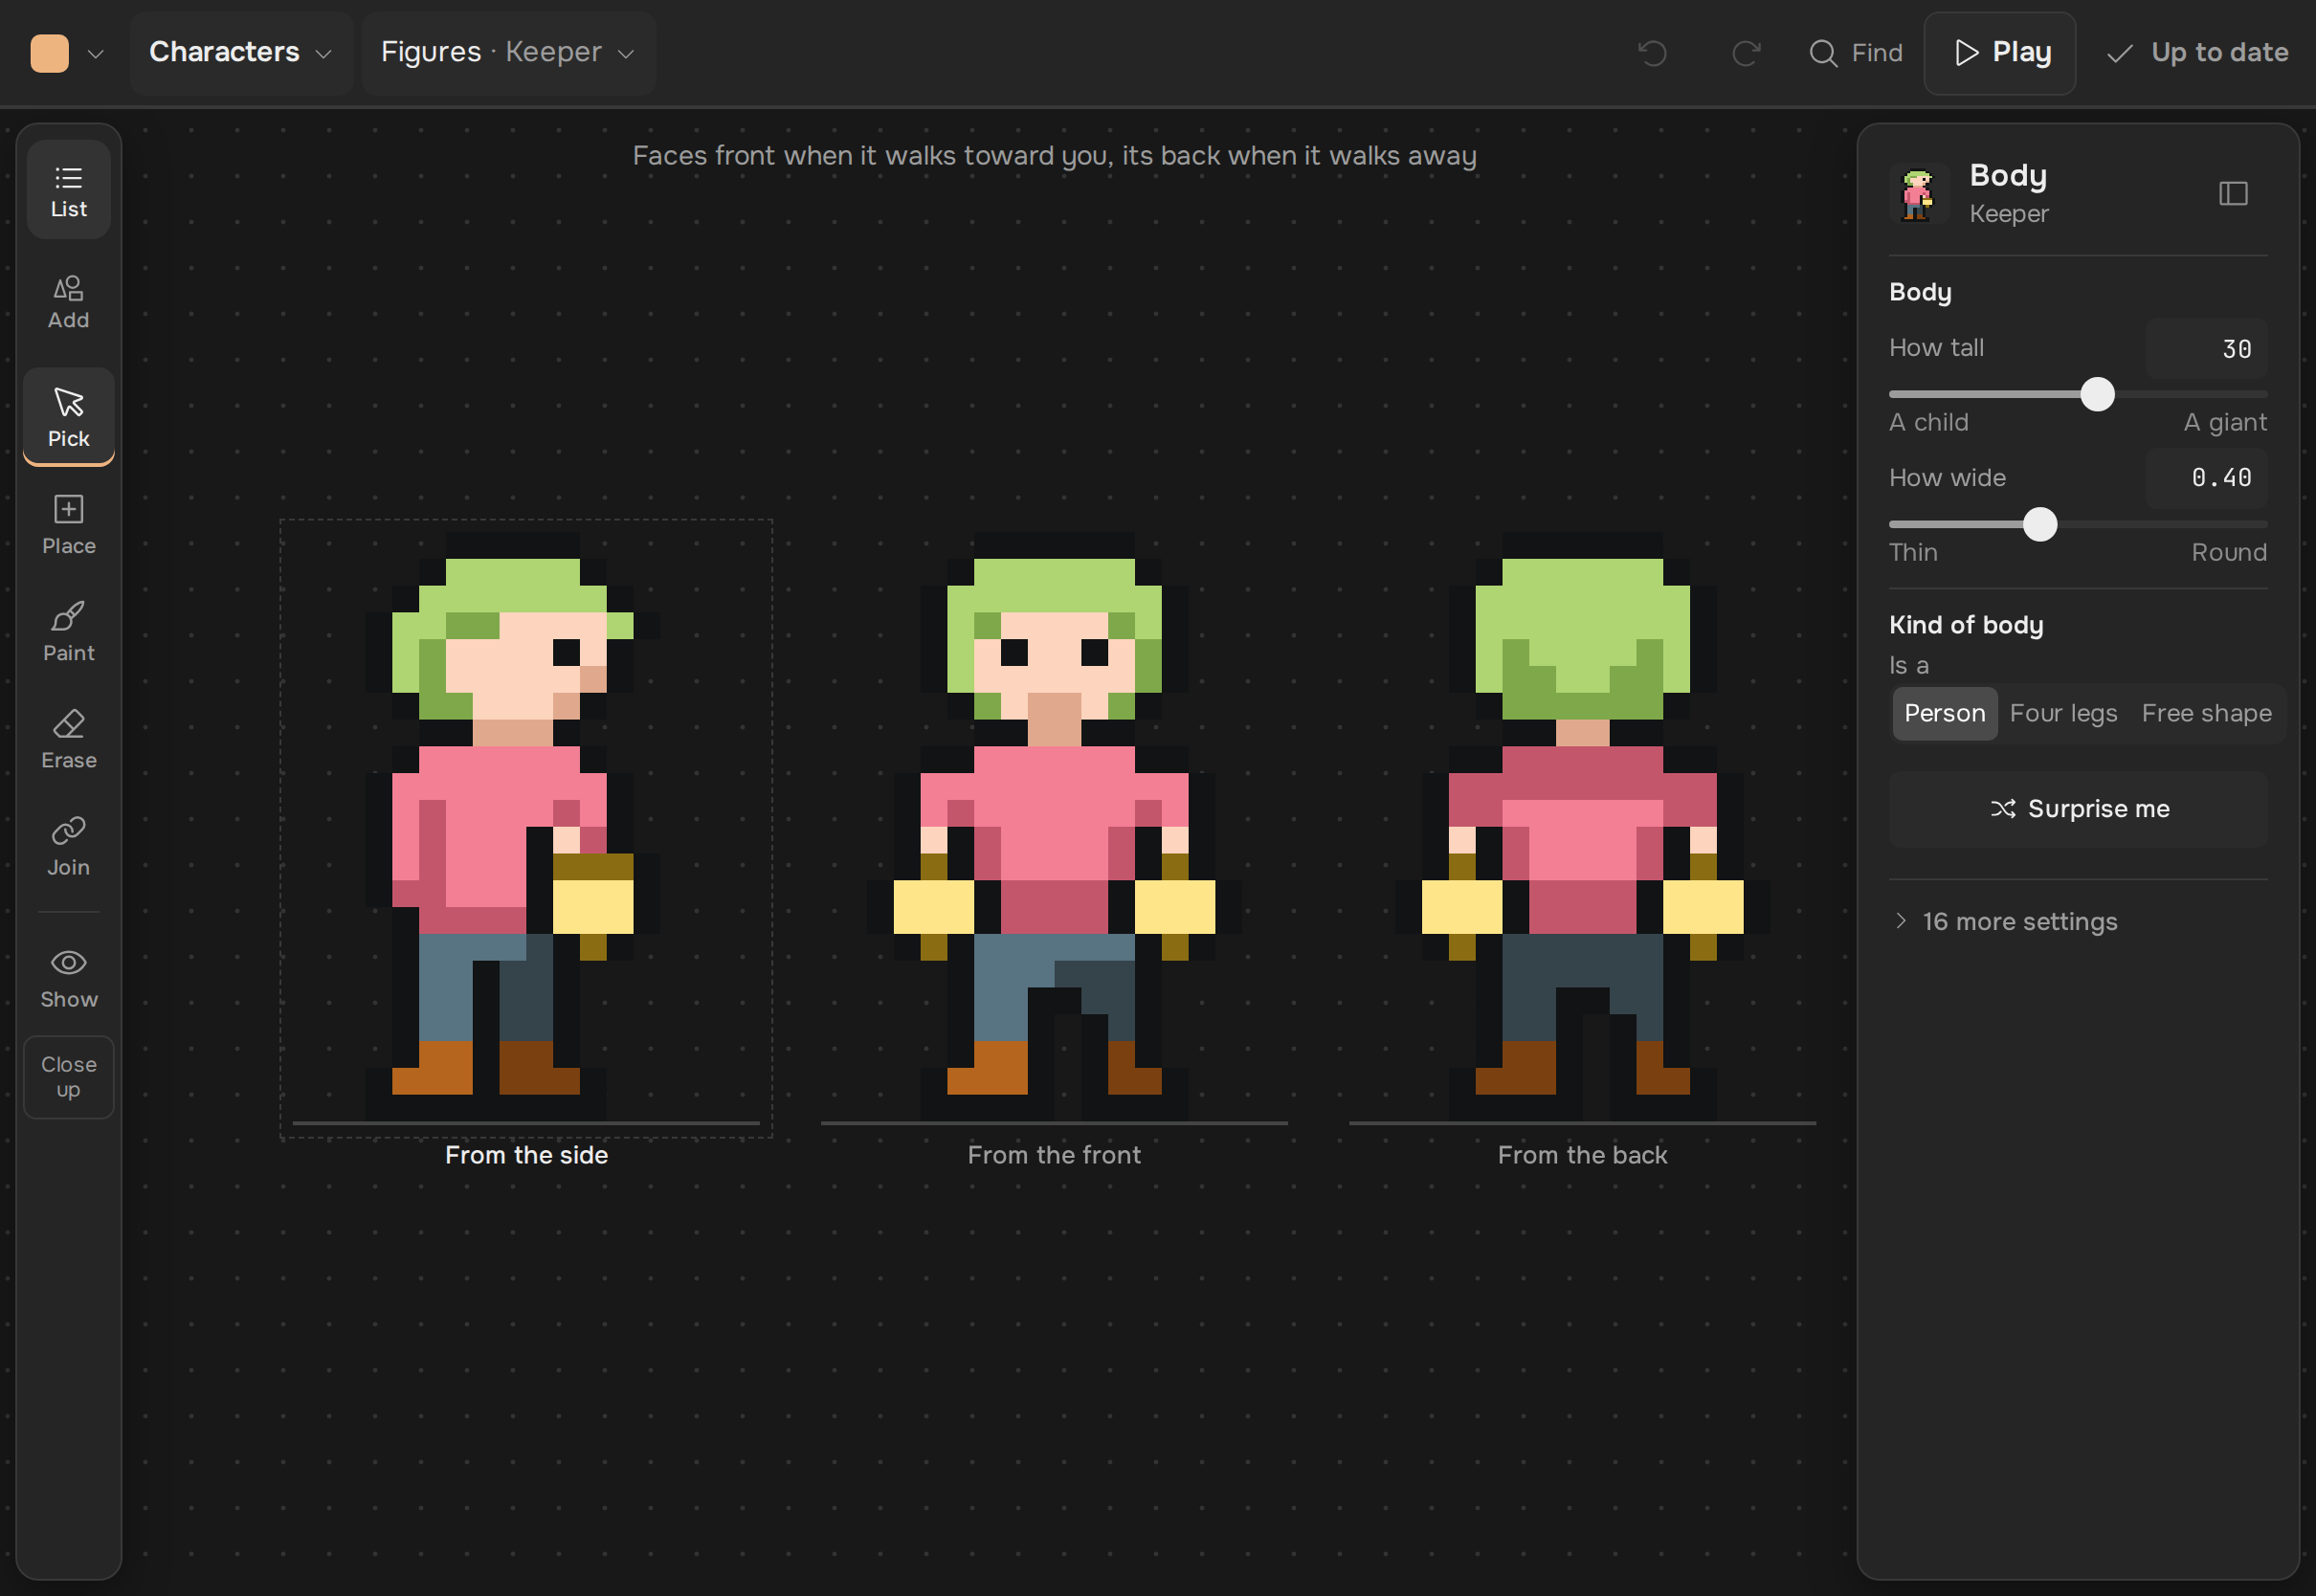 Characters
Figures · Keeper
Find
Play
Up to date
List
Add
Pick
Place
Paint
Erase
Join
Show
Close
up
Faces front when it walks toward you, its back when it walks away
From the side
From the front
From the back
Body
Keeper
Body
How tall
30
A child
A giant
How wide
0.40
Thin
Round
Kind of body
Is a
Person
Four legs
Free shape
Surprise me
16 more settings